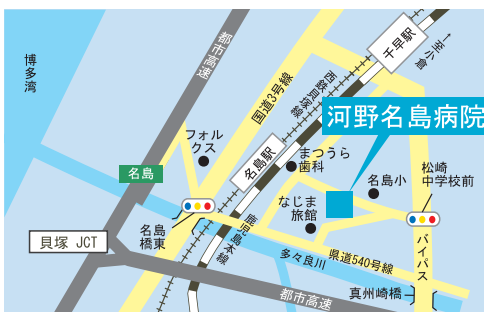 博多湾
都市高速
国道3号線
西鉄貝塚線
千早駅
↑至小倉
河野名島病院
フォル
クス
名島駅
まつうら
歯科
名島
名島小
松崎
中学校前
なじま
旅館
名島
橋東
鹿児島本線
貝塚 JCT
多々良川
県道540号線
バイパス
都市高速
真州崎橋